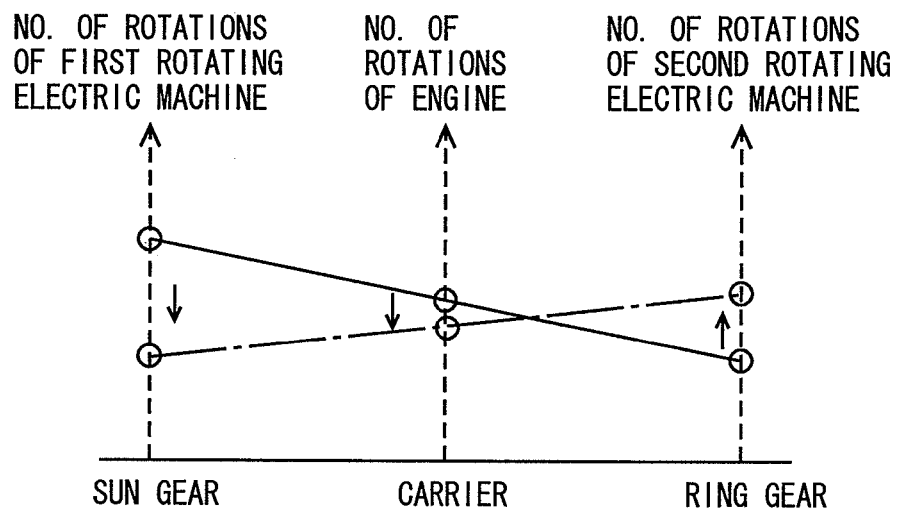 NO. OF ROTATIONS
OF FIRST ROTATING
ELECTRIC MACHINE
NO. OF
ROTATIONS
OF ENGINE
NO. OF ROTATIONS
OF SECOND ROTATING
ELECTRIC MACHINE
SUN GEAR
CARRIER
RING GEAR